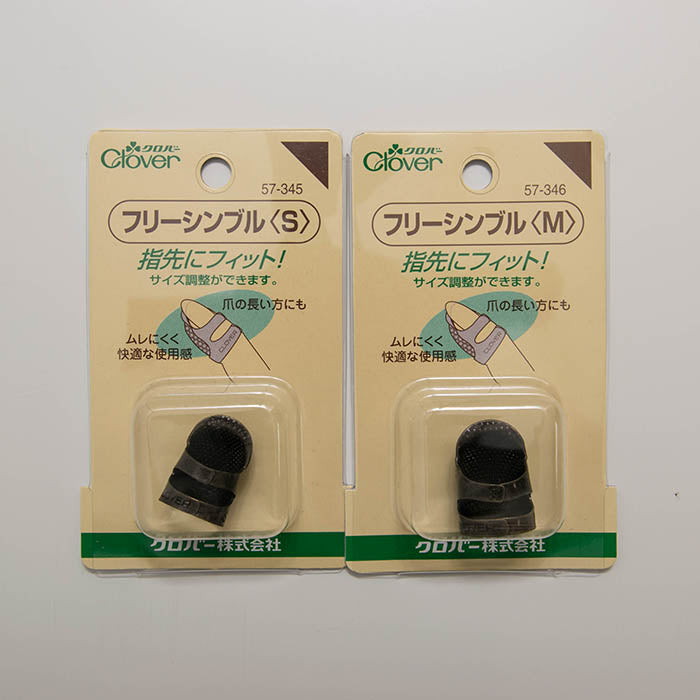 クロバー
Clover
57-345
フリーシンブル〈S〉
指先にフィット!
サイズ調整ができます。
爪の長い方にも
ムレにくく
快適な使用感
CLOVER
クロバー株式会社
クロバー
Clover
57-346
フリーシンブル〈M〉
指先にフィット!
サイズ調整ができます。
爪の長い方にも
ムレにくく
快適な使用感
CLOVER
クロバー株式会社